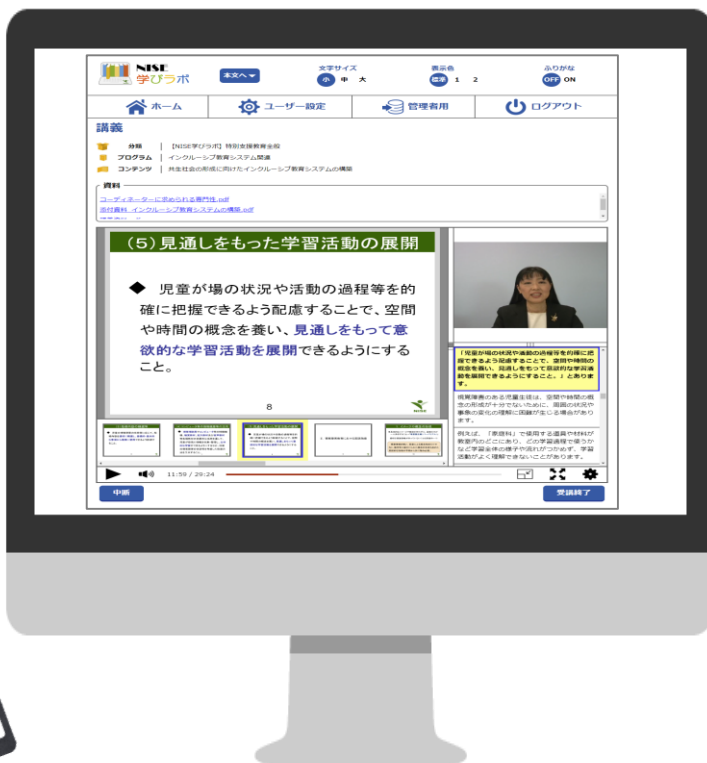 NISE
学びラボ
本文へ
文字サイズ
小 中 大
表示色
標準 1 2
ふりがな
OFF ON
ホーム
ユーザー設定
管理者用
ログアウト
講義
分類 | 【NISE学びラボ】特別支援教育全般
プログラム | インクルーシブ教育システム関連
コンテンツ | 共生社会の形成に向けたインクルーシブ教育システムの構築
資料
コーディネーターに求められる専門性.pdf
添付資料_インクルーシブ教育システムの構築.pdf
(5)見通しをもった学習活動の展開
◆ 児童が場の状況や活動の過程等を的
確に把握できるよう配慮することで、空間
や時間の概念を養い、見通しをもって意
欲的な学習活動を展開できるようにする
こと。
8
NISE
「児童が場の状況や活動の過程等を的確に把
握できるよう配慮することで、空間や時間の
概念を養い、見通しをもって意欲的な学習活
動を展開できるようにすること。」とありま
す。
視覚障害のある児童生徒は、空間や時間の概
念の形成が十分でないために、周囲の状況や
事象の変化の理解に困難が生じる場合があり
ます。
例えば、「家庭科」で使用する道具や材料が
教室内のどこにあり、どの学習過程で使うか
など学習全体の様子や流れがつかめず、学習
活動がよく理解できないことがあります。
11:59 / 29:24
中断
受講終了